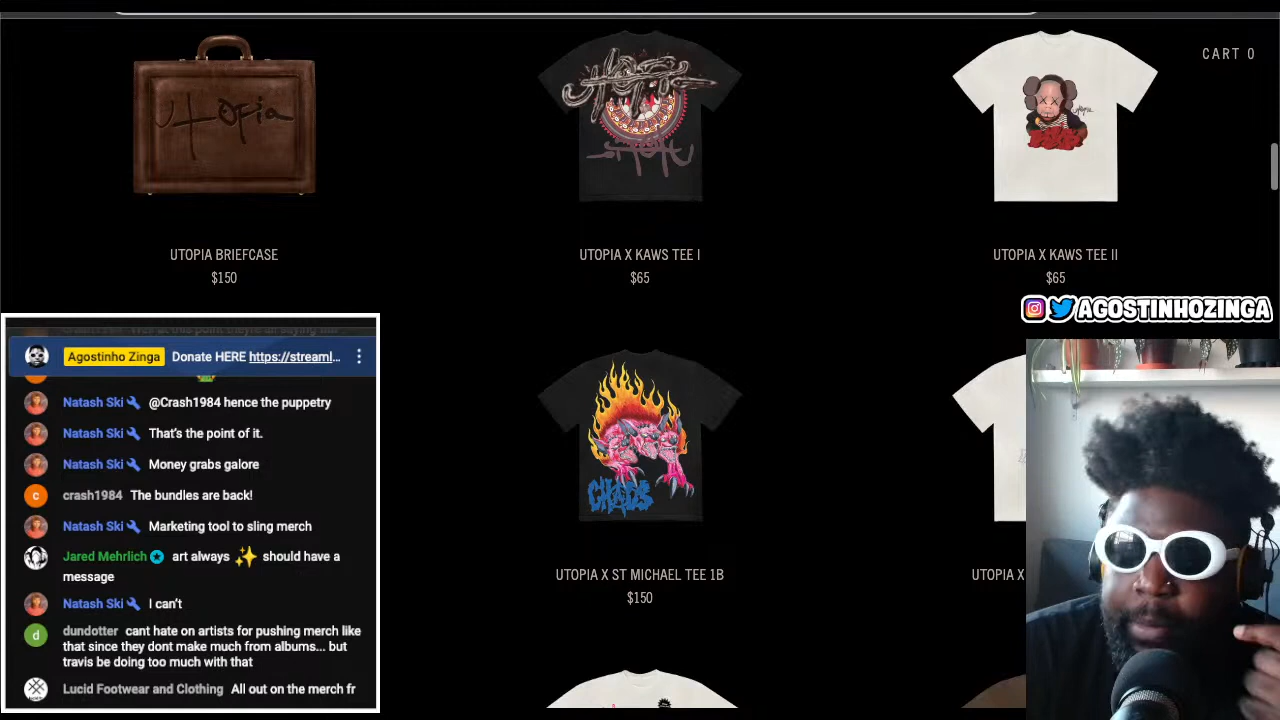 CART 0
Utopia
Utopia
Utopia
UTOPIA BRIEFCASE
$150
UTOPIA X KAWS TEE I
$65
UTOPIA X KAWS TEE II
$65
AGOSTINHOZINGA
CHAOS
UTOPIA X ST MICHAEL TEE 1B
$150
UTOPIA X
Agostinho Zinga Donate HERE https://streaml...
Natash Ski @Crash1984 hence the puppetry
Natash Ski That's the point of it.
Natash Ski Money grabs galore
c crash1984 The bundles are back!
Natash Ski Marketing tool to sling merch
Jared Mehrlich art always ✨ should have a
message
Natash Ski I can't
d dundotter cant hate on artists for pushing merch like
that since they dont make much from albums... but
travis be doing too much with that
Lucid Footwear and Clothing All out on the merch fr